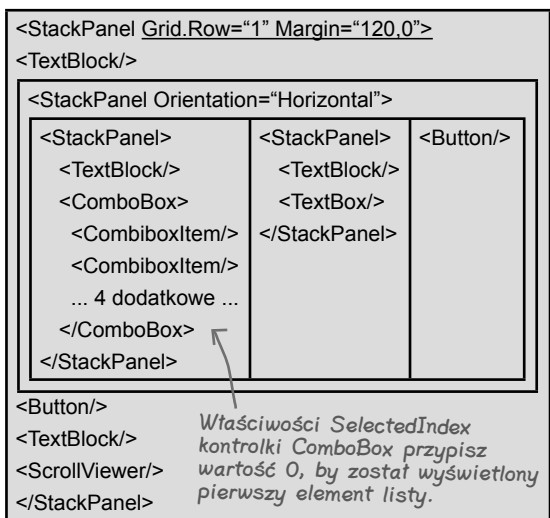 <StackPanel Grid.Row=“1” Margin=“120,0”>
<TextBlock/>
<StackPanel Orientation=“Horizontal”>
<StackPanel>
<TextBlock/>
<ComboBox>
<CombiboxItem/>
<CombiboxItem/>
... 4 dodatkowe ...
</ComboBox>
</StackPanel>
<StackPanel>
<TextBlock/>
<TextBox/>
</StackPanel>
<Button/>
<Button/>
<TextBlock/>
<ScrollViewer/>
</StackPanel>
Właściwości SelectedIndex
kontrolki ComboBox przypisz
wartość 0, by został wyświetlony
pierwszy element listy.